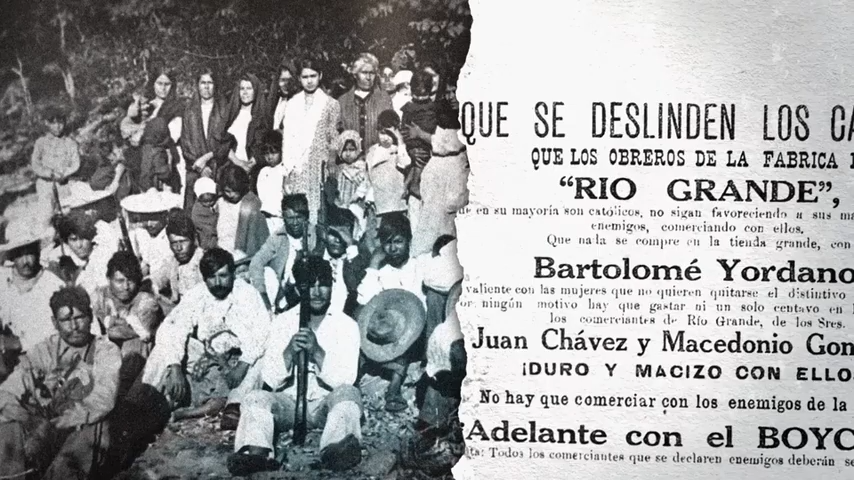 QUE SE DESLINDEN LOS CA
QUE LOS OBREROS DE LA FABRICA
"RIO GRANDE",
en su mayoría son católicos, no sigan favoreciendo a sus
enemigos, comerciando con ellos.
Que nada se compre en la tienda grande, con
Bartolomé Yordano
valiente con las mujeres que no quieren quitarse el distintivo
or ningún motivo hay que gastar ni un solo centavo en
los comerciantes de Río Grande, de los Sres.
Juan Chávez y Macedonio Gon
¡DURO Y MACIZO CON ELLO
No hay que comerciar con los enemigos de la
¡Adelante con el BOYC
ta: Todos los comerciantes que se declaren enemigos deberán se